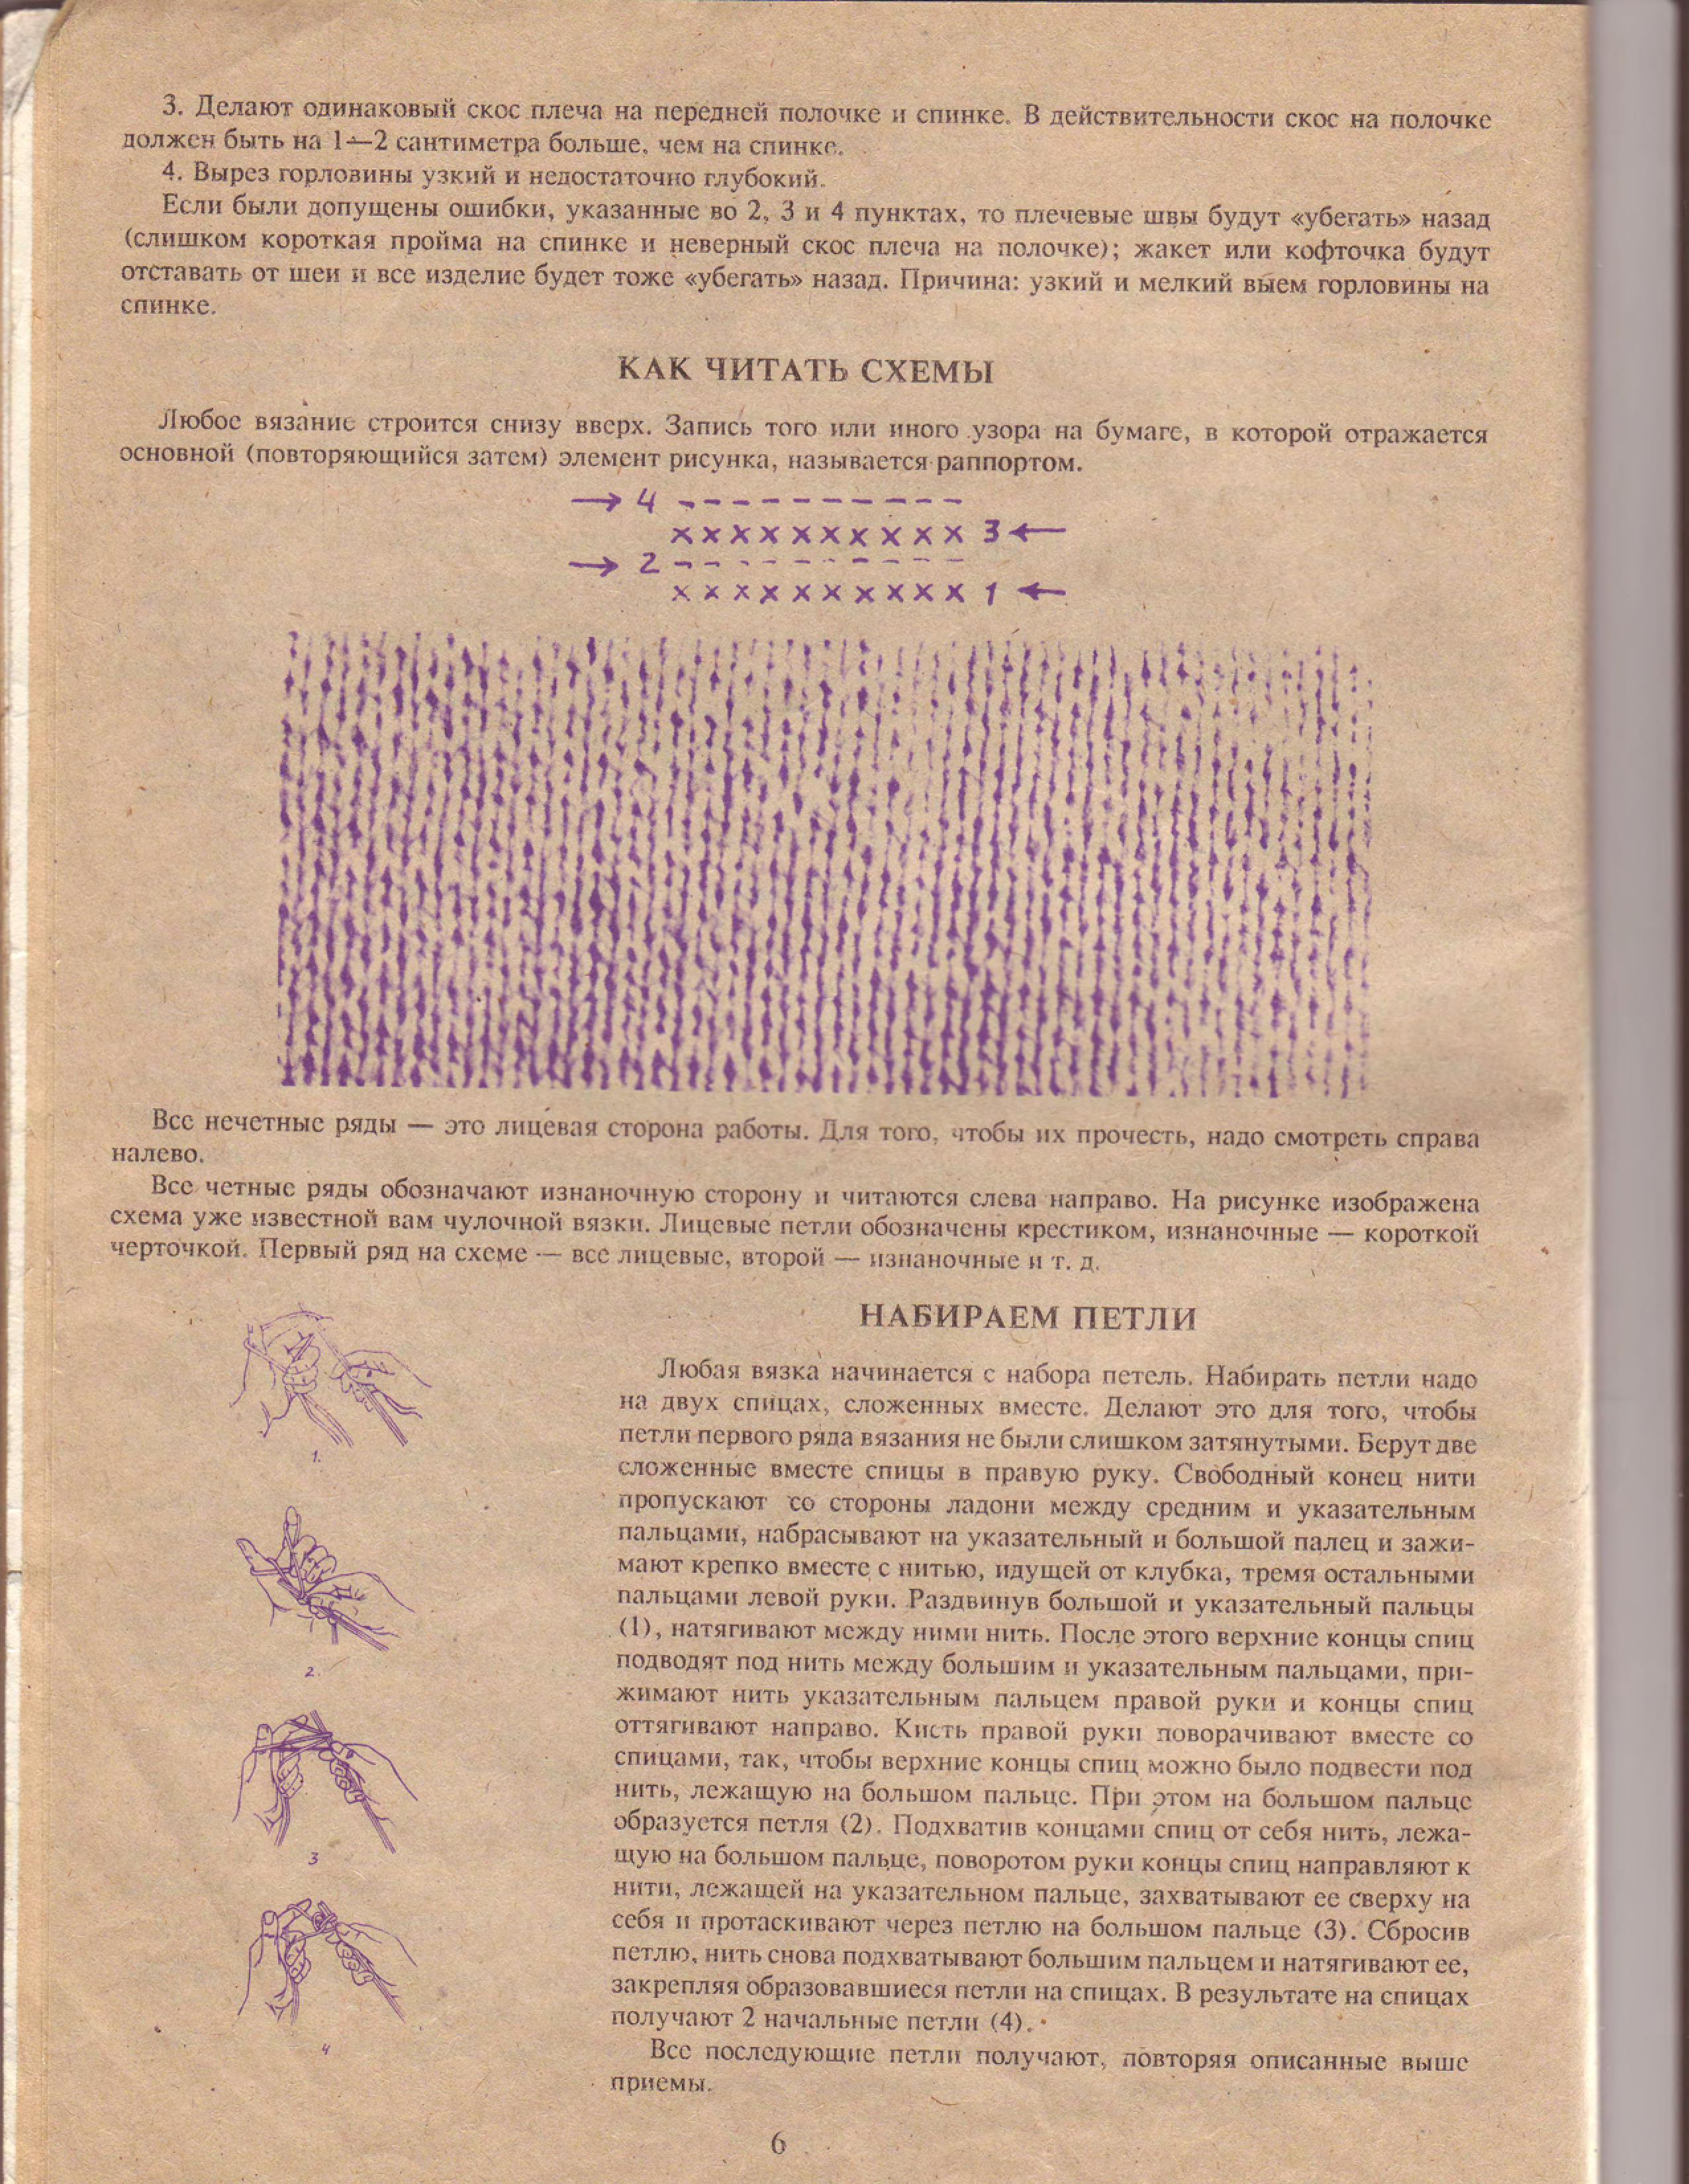 3. Делают одинаковый скос плеча на передней полочке и спинке. В действительности скос на полочке
должен быть на 1—2 сантиметра больше, чем на спинке.
4. Вырез горловины узкий и недостаточно глубокий.
Если были допущены ошибки, указанные во 2, 3 и 4 пунктах, то плечевые швы будут «убегать» назад
(слишком короткая пройма на спинке и неверный скос плеча на полочке); жакет или кофточка будут
отставать от шеи и все изделие будет тоже «убегать» назад. Причина: узкий и мелкий выем горловины на
спинке.
КАК ЧИТАТЬ СХЕМЫ
Любое вязание строится снизу вверх. Запись того или иного узора на бумаге, в которой отражается
основной (повторяющийся затем) элемент рисунка, называется раппортом.
→ 4 – – – – – – – – – –
x x x x x x x x x x 3 ←
→ 2 – – – – – – – – – –
x x x x x x x x x x 1 ←
Все нечетные ряды — это лицевая сторона работы. Для того, чтобы их прочесть, надо смотреть справа
налево.
Все четные ряды обозначают изнаночную сторону и читаются слева направо. На рисунке изображена
схема уже известной вам чулочной вязки. Лицевые петли обозначены крестиком, изнаночные — короткой
черточкой. Первый ряд на схеме — все лицевые, второй — изнаночные и т. д.
1.
2.
3
4
НАБИРАЕМ ПЕТЛИ
Любая вязка начинается с набора петель. Набирать петли надо
на двух спицах, сложенных вместе. Делают это для того, чтобы
петли первого ряда вязания не были слишком затянутыми. Берут две
сложенные вместе спицы в правую руку. Свободный конец нити
пропускают со стороны ладони между средним и указательным
пальцами, набрасывают на указательный и большой палец и зажи-
мают крепко вместе с нитью, идущей от клубка, тремя остальными
пальцами левой руки. Раздвинув большой и указательный пальцы
(1), натягивают между ними нить. После этого верхние концы спиц
подводят под нить между большим и указательным пальцами, при-
жимают нить указательным пальцем правой руки и концы спиц
оттягивают направо. Кисть правой руки поворачивают вместе со
спицами, так, чтобы верхние концы спиц можно было подвести под
нить, лежащую на большом пальце. При этом на большом пальце
образуется петля (2). Подхватив концами спиц от себя нить, лежа-
щую на большом пальце, поворотом руки концы спиц направляют к
нити, лежащей на указательном пальце, захватывают ее сверху на
себя и протаскивают через петлю на большом пальце (3). Сбросив
петлю, нить снова подхватывают большим пальцем и натягивают ее,
закрепляя образовавшиеся петли на спицах. В результате на спицах
получают 2 начальные петли (4).
Все последующие петли получают, повторяя описанные выше
приемы.
6